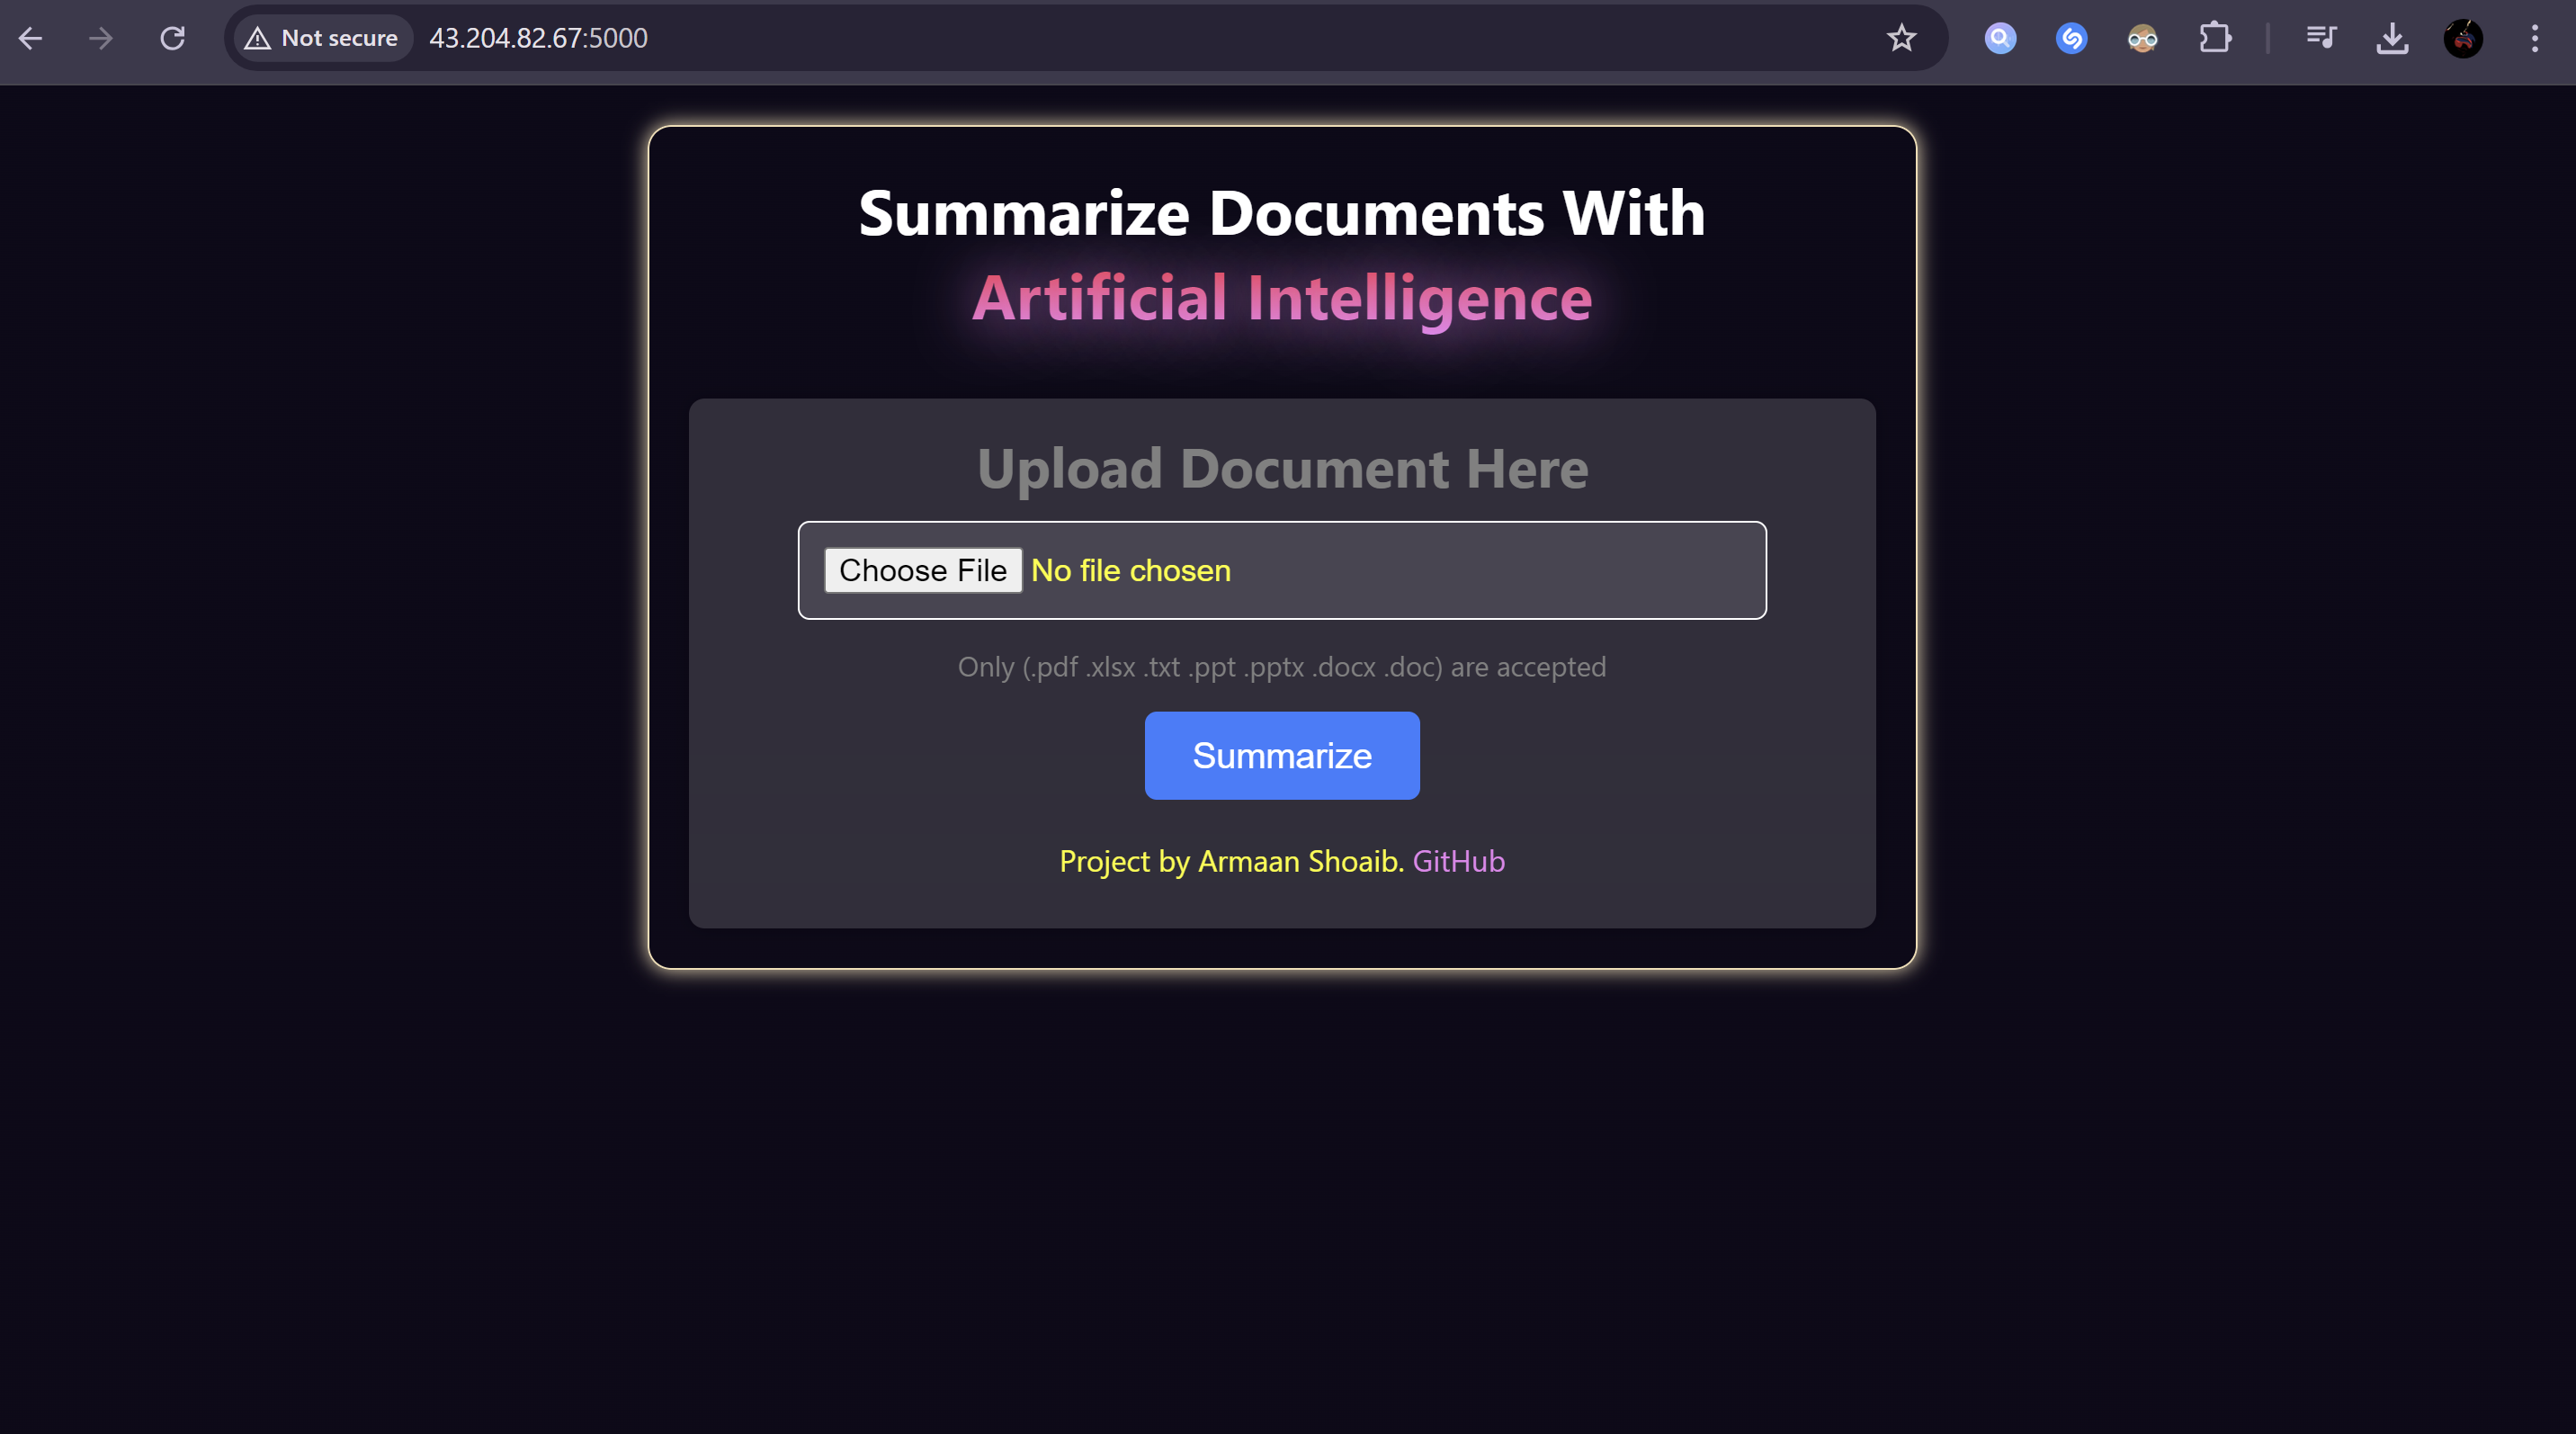 Not secure 43.204.82.67:5000
Summarize Documents With
Artificial Intelligence
Upload Document Here
Choose File No file chosen
Only (.pdf .xlsx .txt .ppt .pptx .docx .doc) are accepted
Summarize
Project by Armaan Shoaib. GitHub